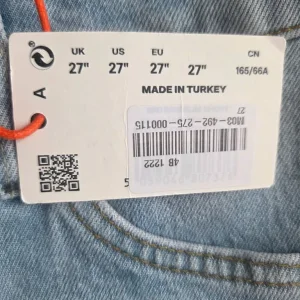 UK US EU CN
27" 27" 27" 27" 165/66A
MADE IN TURKEY
A
27
8803-492-275-000115
4B 1222